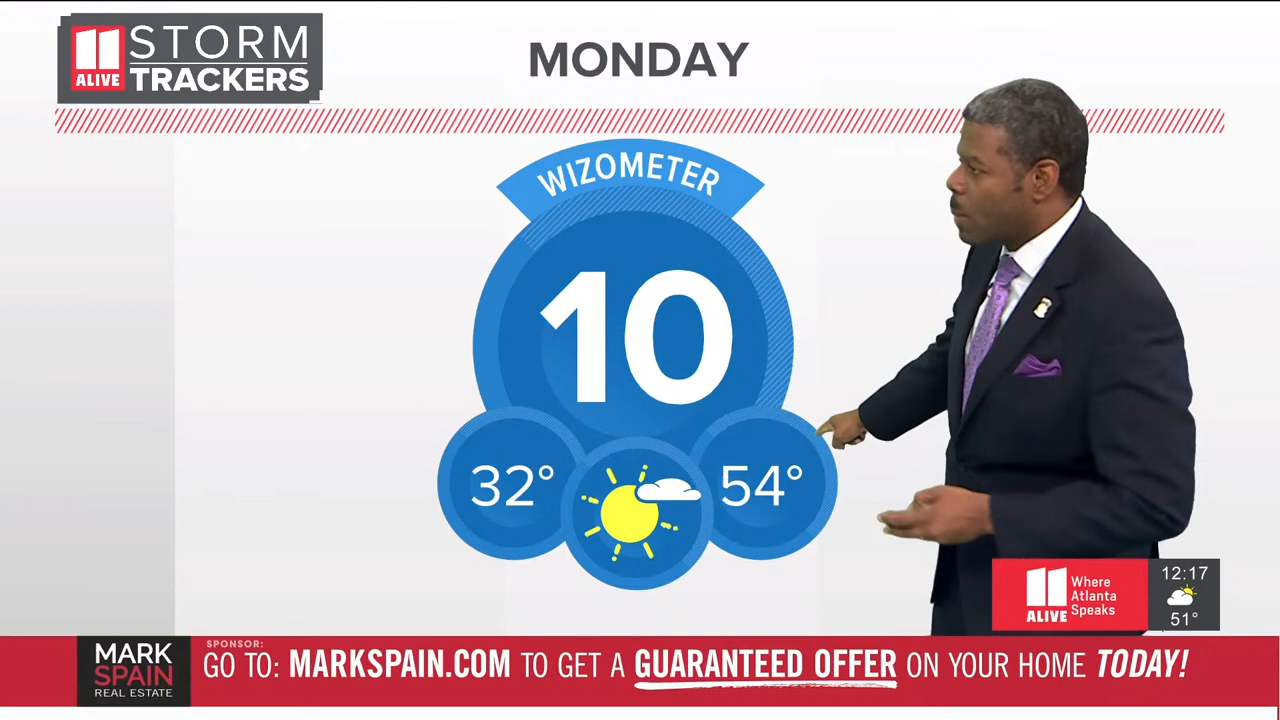 11 ALIVE
STORM
TRACKERS
MONDAY
WIZOMETER
10
32°
54°
11 ALIVE
Where
Atlanta
Speaks
12:17
51°
MARK
SPAIN
REAL ESTATE
SPONSOR:
GO TO: MARKSPAIN.COM TO GET A GUARANTEED OFFER ON YOUR HOME TODAY!